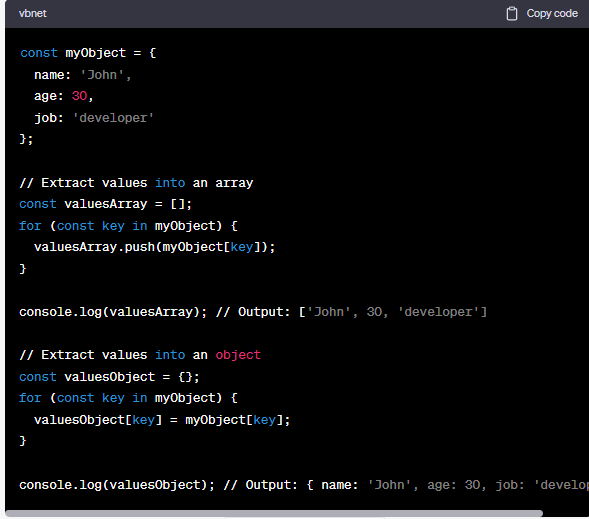 vbnet
Copy code
const myObject = {
  name: 'John',
  age: 30,
  job: 'developer'
};
// Extract values into an array
const valuesArray = [];
for (const key in myObject) {
  valuesArray.push(myObject[key]);
}
console.log(valuesArray); // Output: ['John', 30, 'developer']
// Extract values into an object
const valuesObject = {};
for (const key in myObject) {
  valuesObject[key] = myObject[key];
}
console.log(valuesObject); // Output: { name: 'John', age: 30, job: